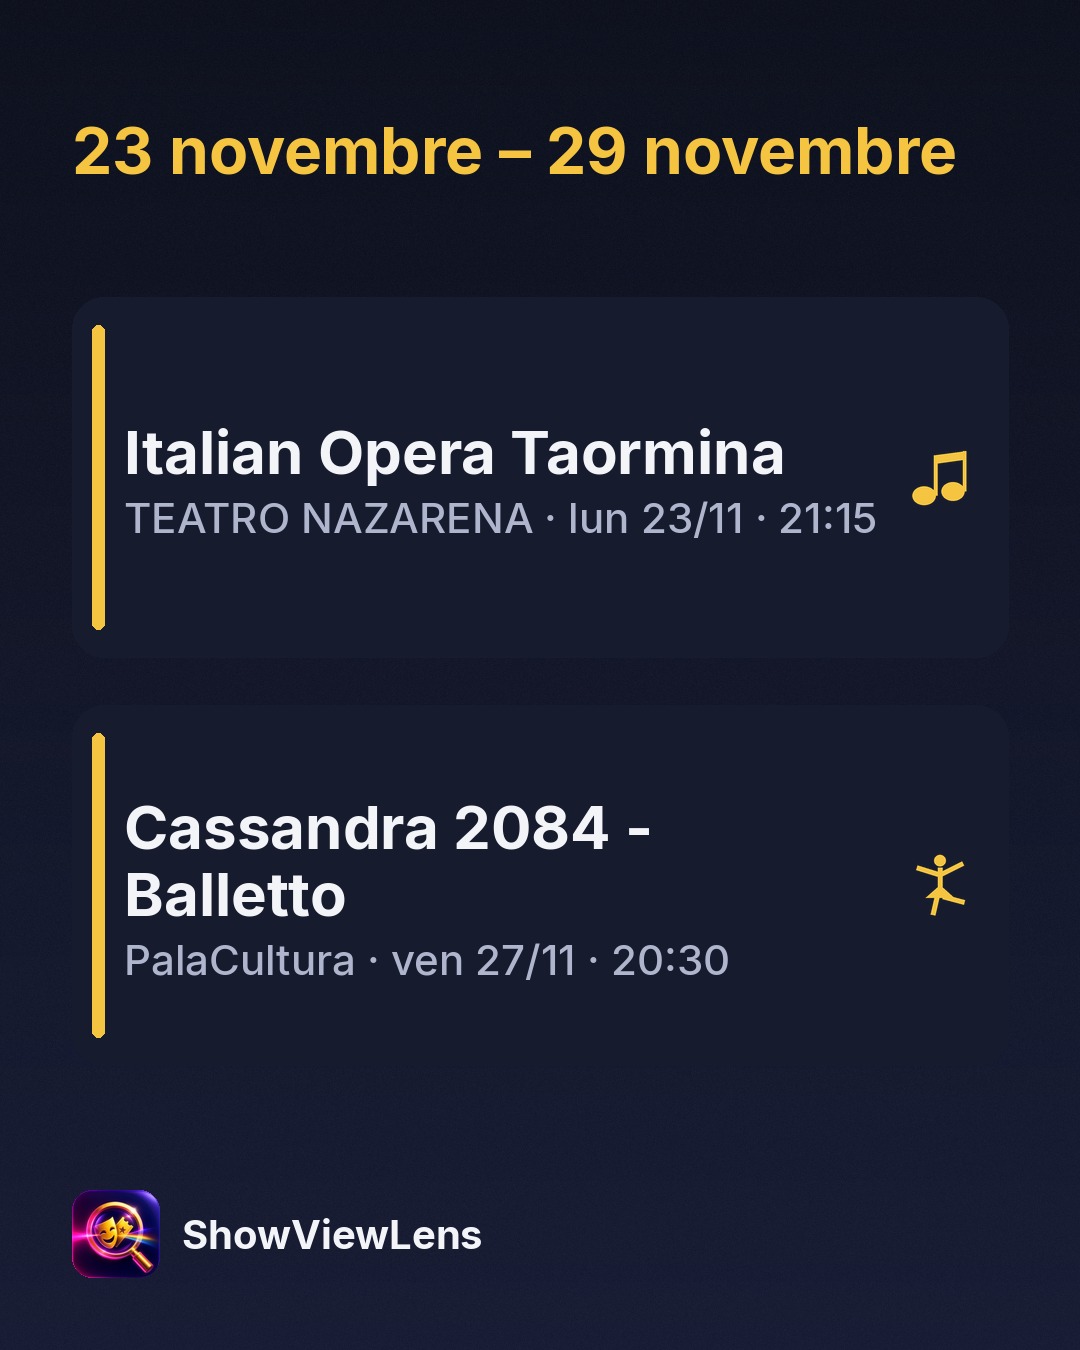 23 novembre – 29 novembre
Italian Opera Taormina
TEATRO NAZARENA · lun 23/11 · 21:15
Cassandra 2084 -
Balletto
PalaCultura · ven 27/11 · 20:30
ShowViewLens